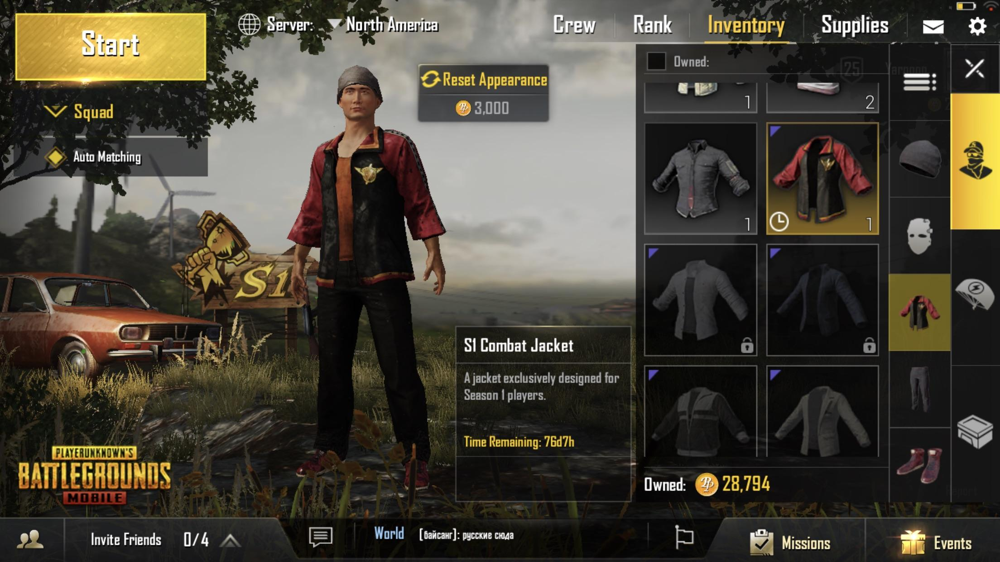 Start
Server: North America
Crew
Rank
Inventory
Supplies
Squad
Auto Matching
Reset Appearance
3,000
Owned:
25
1
2
1
1
S1
S1 Combat Jacket
A jacket exclusively designed for
Season 1 players.
Time Remaining: 76d7h
Owned: 28,794
PLAYERUNKNOWN'S
BATTLEGROUNDS
MOBILE
Invite Friends 0/4
World [байсанг]: русские сюда
Missions
Events